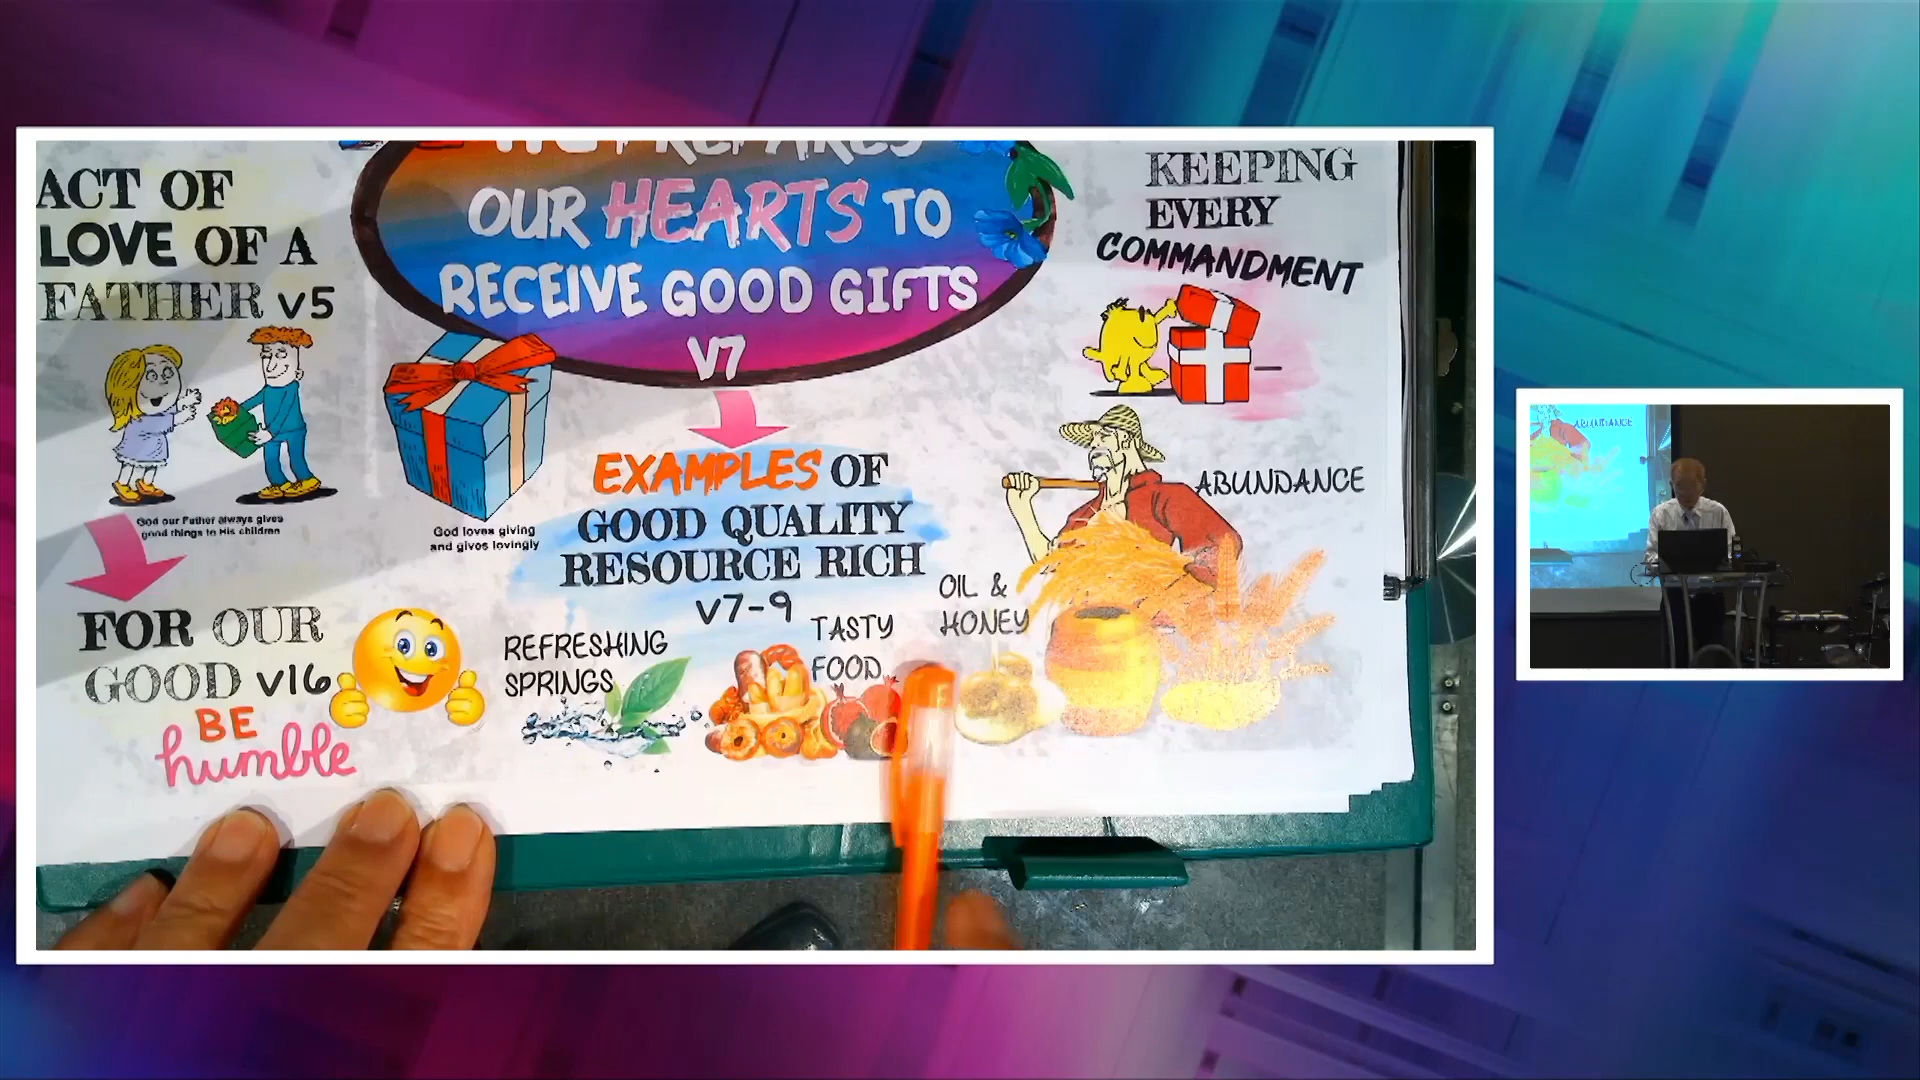 ACT OF
LOVE OF A
FATHER v5
God our Father always gives
good things to His children
FOR OUR
GOOD v16
BE
humble
OUR HEARTS TO
RECEIVE GOOD GIFTS
V7
God loves giving
and gives lovingly
EXAMPLES OF
GOOD QUALITY
RESOURCE RICH
V7-9
REFRESHING
SPRINGS
TASTY
FOOD
OIL &
HONEY
KEEPING
EVERY
COMMANDMENT
ABUNDANCE
ABUNDANCE